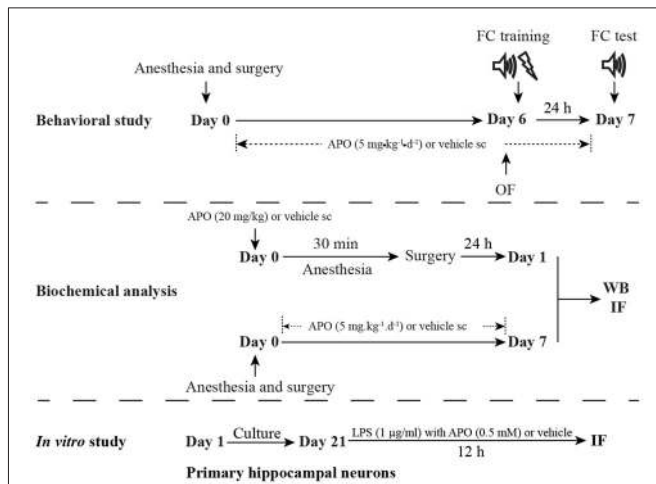 FC training
FC test
Anesthesia and surgery
24 h
Behavioral study
Day 0
Day 6
Day 7
APO (5 mg•kg⁻¹•d⁻¹) or vehicle sc
OF
APO (20 mg/kg) or vehicle sc
30 min
24 h
Day 0
Surgery
Day 1
Anesthesia
Biochemical analysis
WB
IF
APO (5 mg.kg⁻¹.d⁻¹) or vehicle sc
Day 0
Day 7
Anesthesia and surgery
In vitro study
Day 1
Culture
Day 21
LPS (1 µg/ml) with APO (0.5 mM) or vehicle
IF
12 h
Primary hippocampal neurons